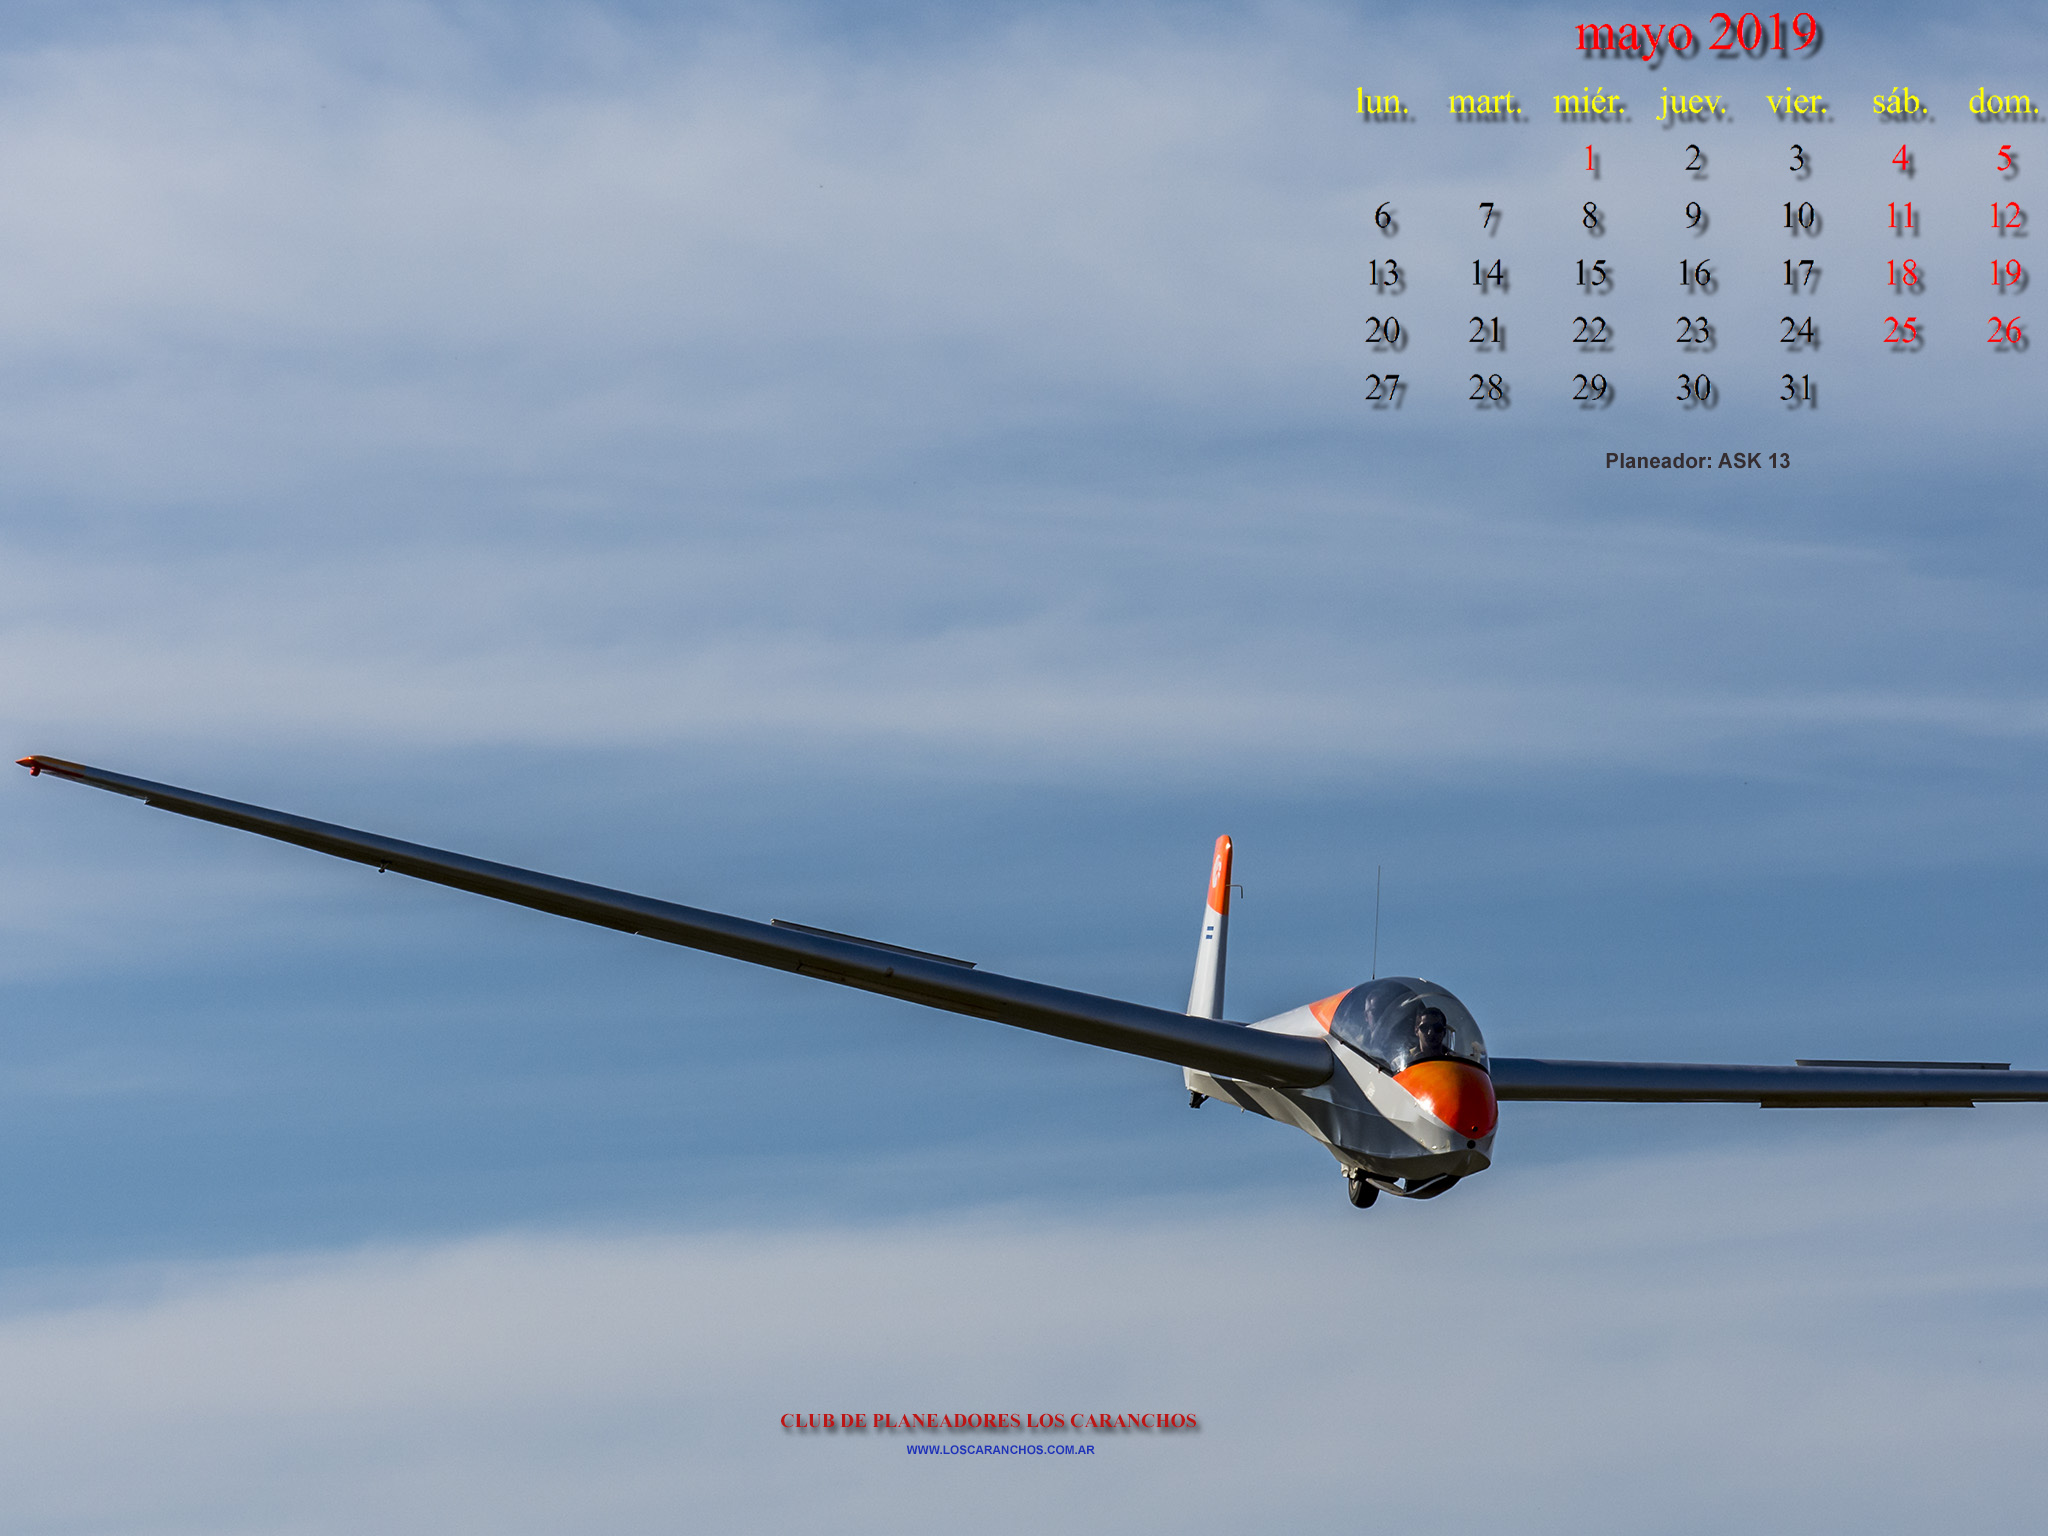 mayo 2019
lun. mart. miér. juev. vier. sáb. dom.
1 2 3 4 5
6 7 8 9 10 11 12
13 14 15 16 17 18 19
20 21 22 23 24 25 26
27 28 29 30 31
Planeador: ASK 13
CLUB DE PLANEADORES LOS CARANCHOS
WWW.LOSCARANCHOS.COM.AR